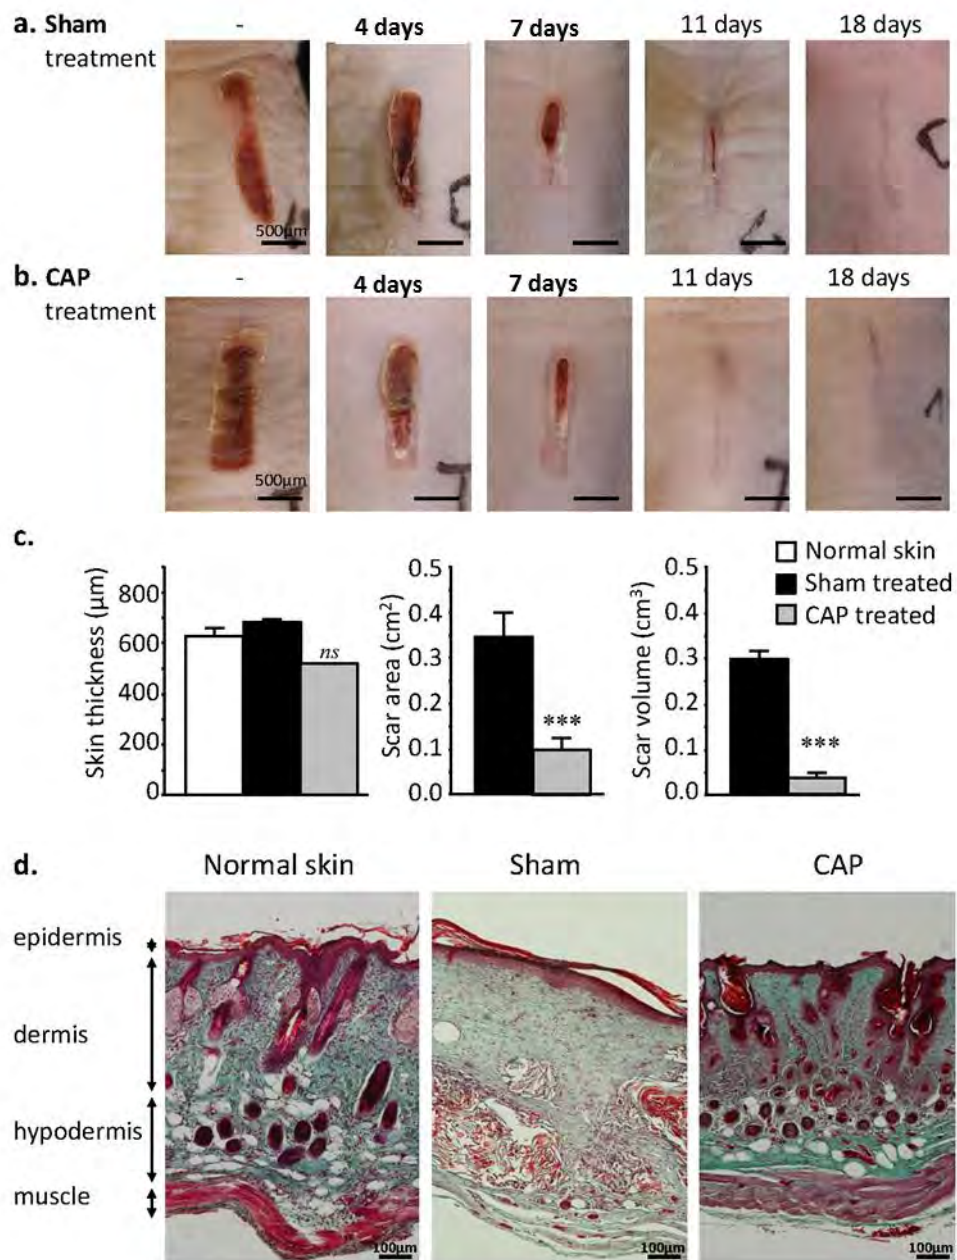 a. Sham - 4 days 7 days 11 days 18 days
treatment
500µm
b. CAP - 4 days 7 days 11 days 18 days
treatment
500µm
c.
Normal skin
Sham treated
CAP treated
Skin thickness (µm)
800
600
400
200
0
ns
Scar area (cm²)
0.5
0.4
0.3
0.2
0.1
0.0
***
Scar volume (cm³)
0.5
0.4
0.3
0.2
0.1
0.0
***
d. Normal skin Sham CAP
epidermis
dermis
hypodermis
muscle
100µm 100µm 100µm